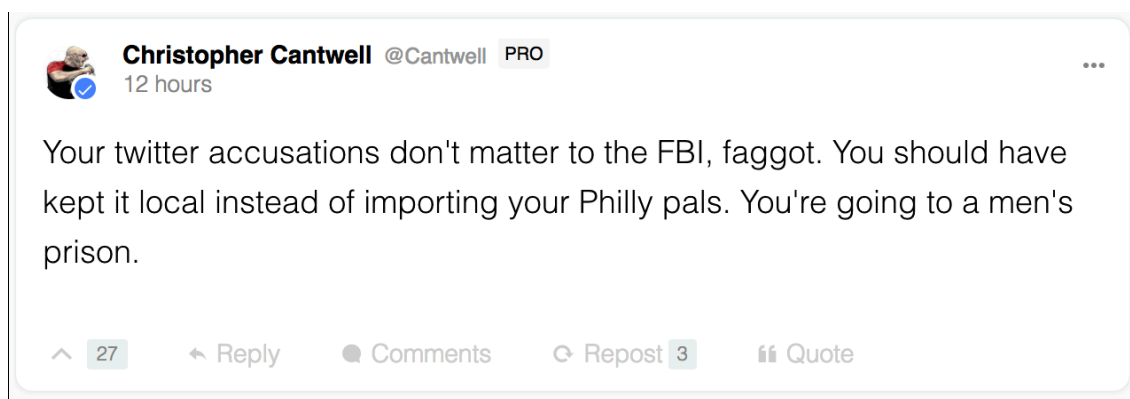 Christopher Cantwell @Cantwell PRO
12 hours
Your twitter accusations don't matter to the FBI, faggot. You should have
kept it local instead of importing your Philly pals. You're going to a men's
prison.
27 Reply Comments Repost 3 Quote